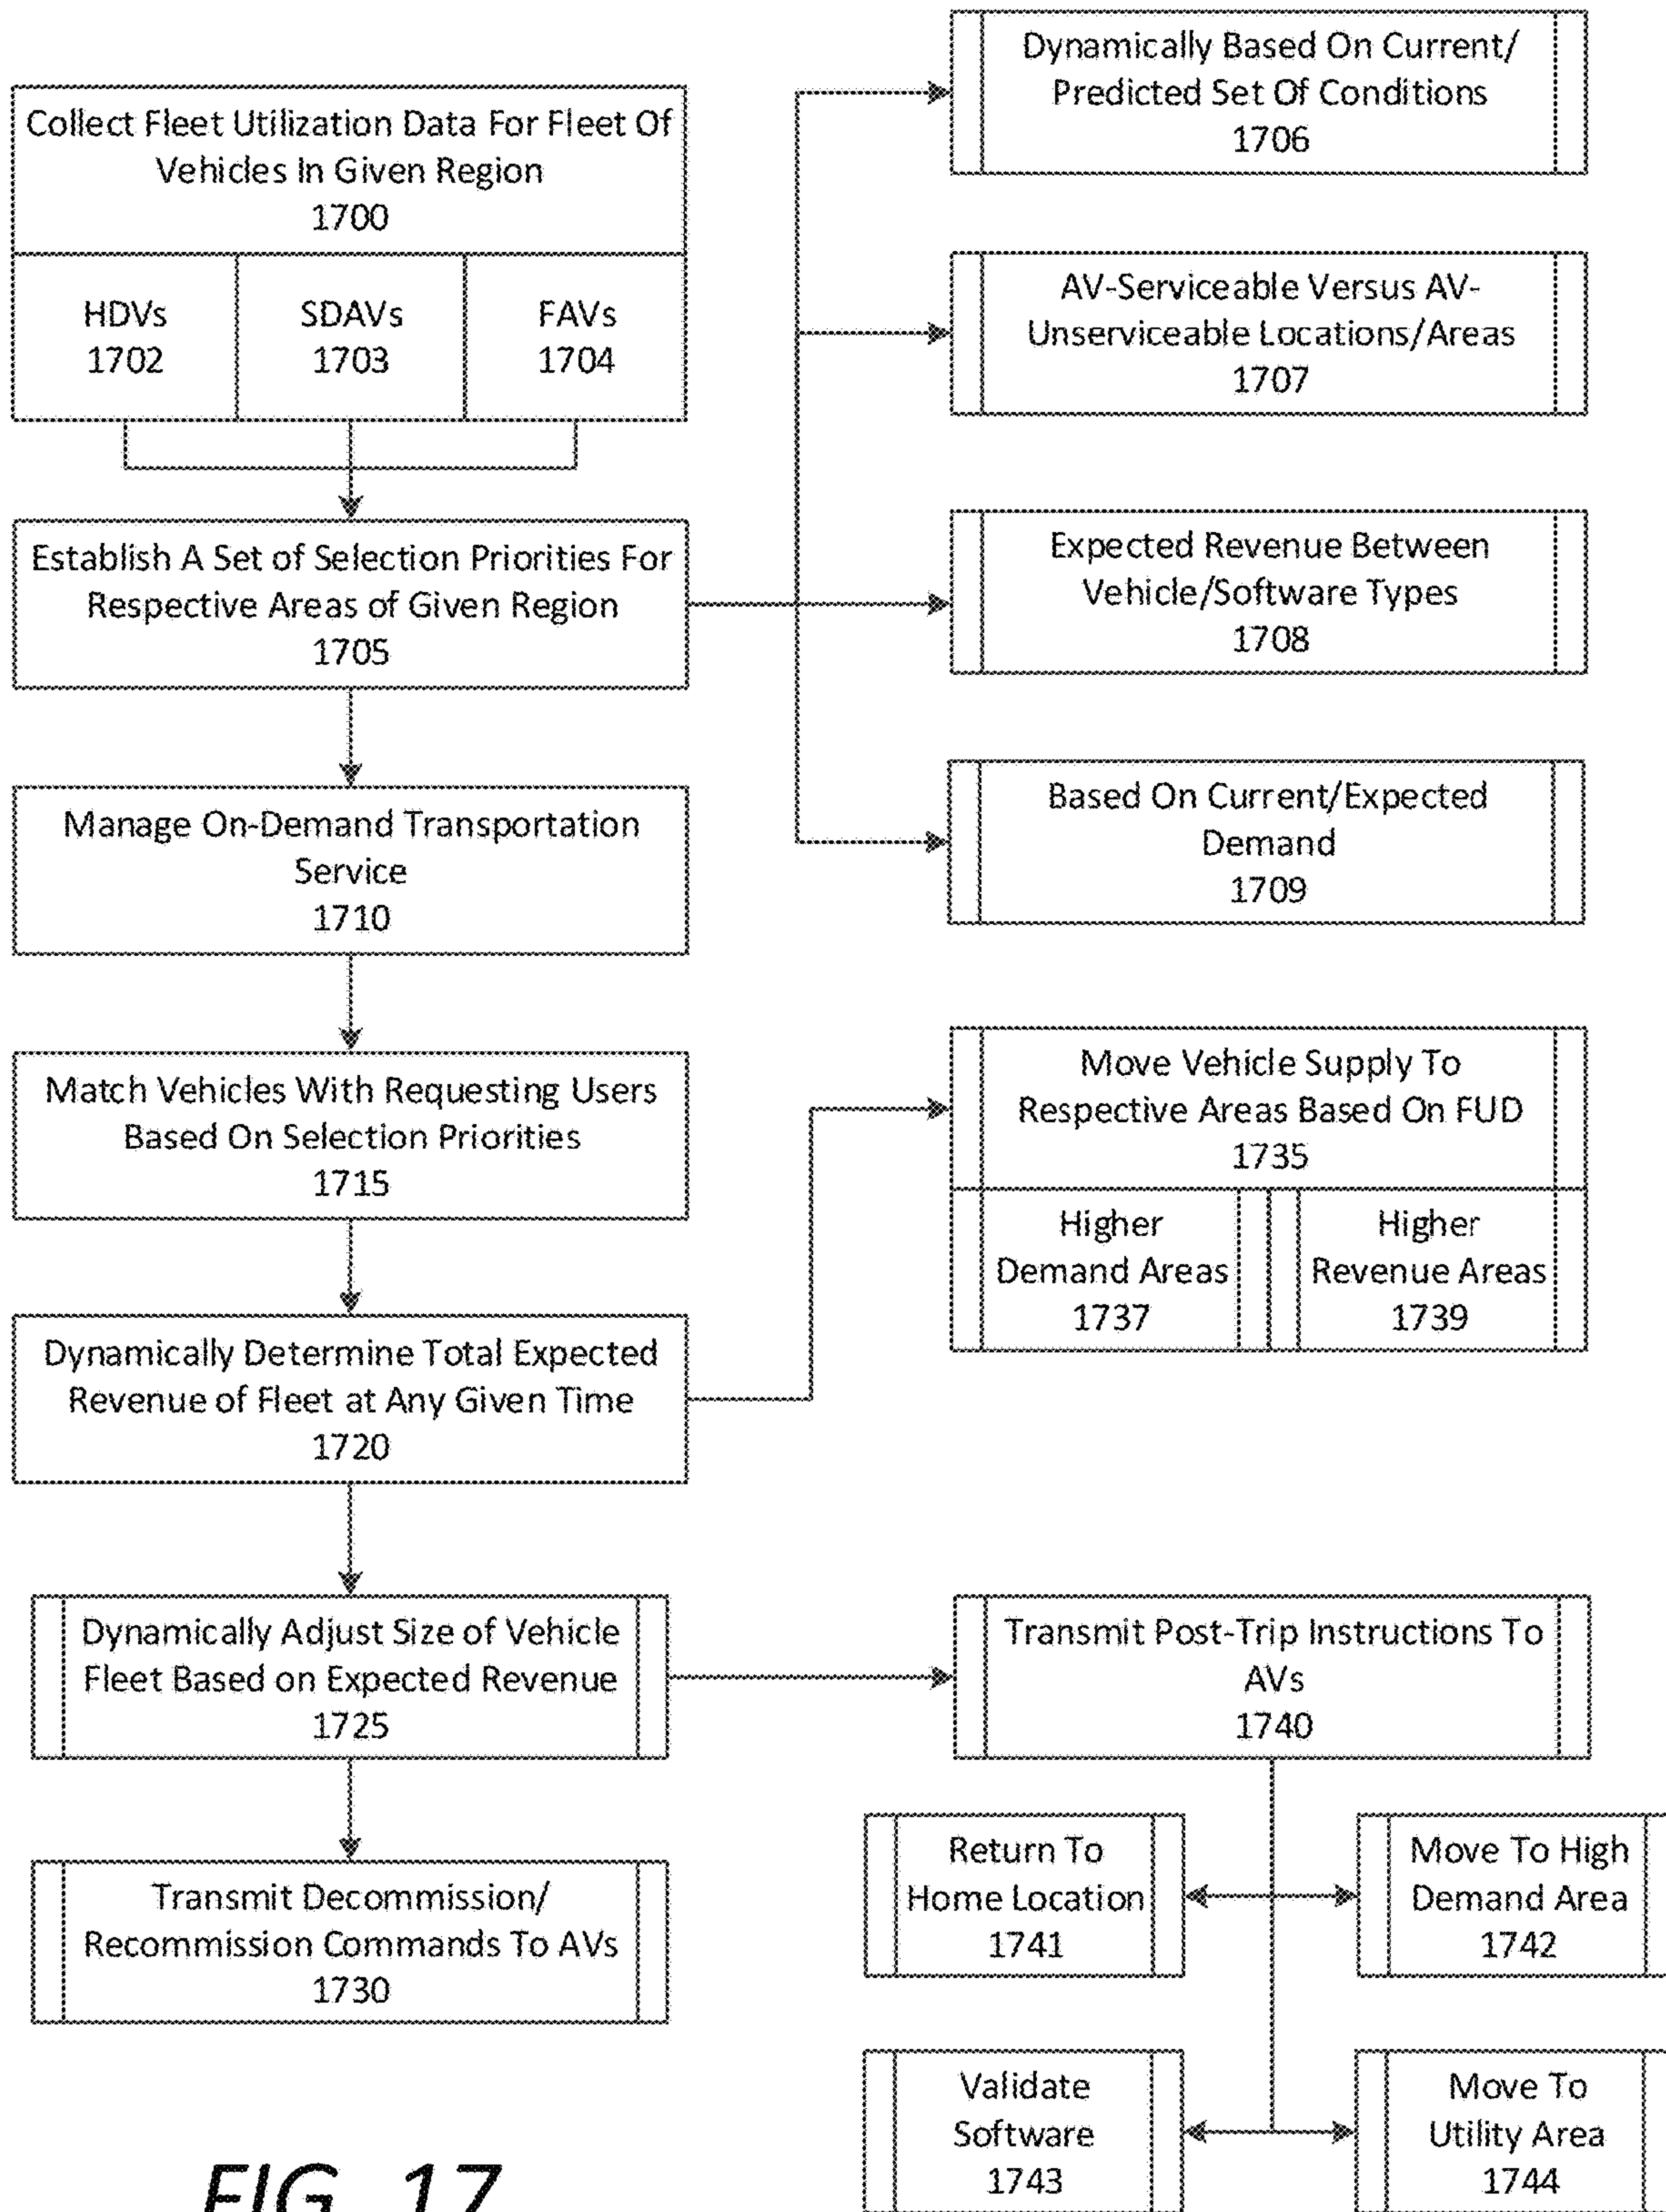 Collect Fleet Utilization Data For Fleet Of
Vehicles In Given Region
1700
HDVs
1702
SDAVs
1703
FAVs
1704
Establish A Set of Selection Priorities For
Respective Areas of Given Region
1705
Dynamically Based On Current/
Predicted Set Of Conditions
1706
AV-Serviceable Versus AV-
Unserviceable Locations/Areas
1707
Expected Revenue Between
Vehicle/Software Types
1708
Based On Current/Expected
Demand
1709
Manage On-Demand Transportation
Service
1710
Match Vehicles With Requesting Users
Based On Selection Priorities
1715
Dynamically Determine Total Expected
Revenue of Fleet at Any Given Time
1720
Move Vehicle Supply To
Respective Areas Based On FUD
1735
Higher
Demand Areas
1737
Higher
Revenue Areas
1739
Dynamically Adjust Size of Vehicle
Fleet Based on Expected Revenue
1725
Transmit Decommission/
Recommission Commands To AVs
1730
Transmit Post-Trip Instructions To
AVs
1740
Return To
Home Location
1741
Move To High
Demand Area
1742
Validate
Software
1743
Move To
Utility Area
1744
FIG. 17